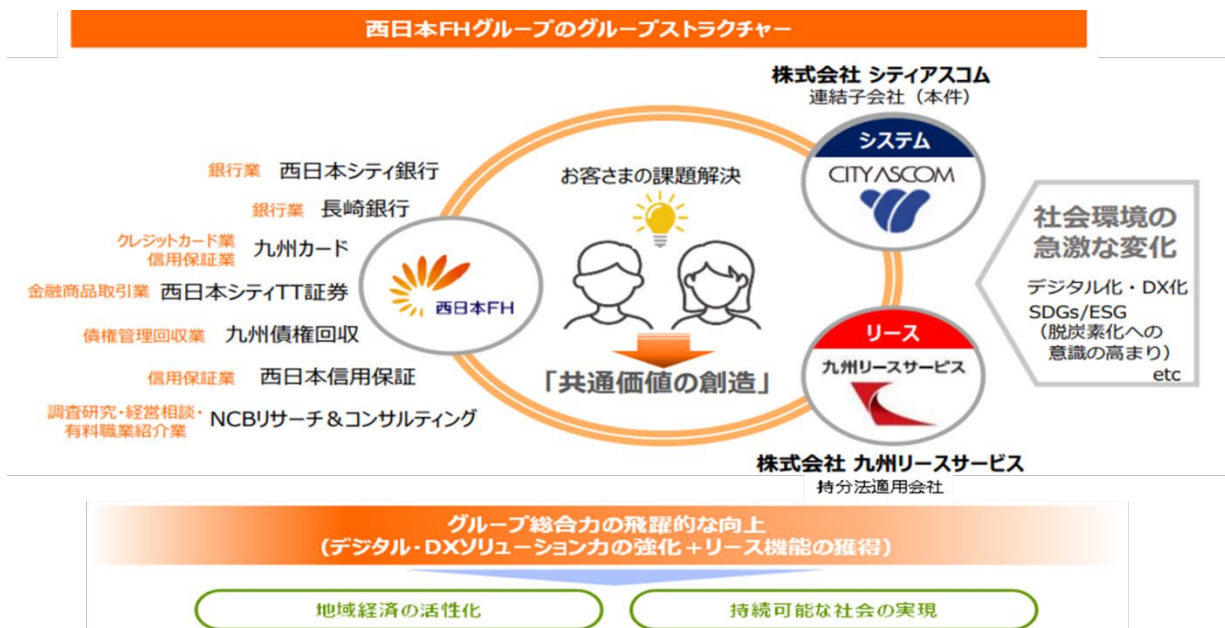 西日本FHグループのグループストラクチャー
株式会社 シティアスコム
連結子会社（本件）
システム
CITY ASCOM
銀行業 西日本シティ銀行
銀行業 長崎銀行
クレジットカード業
信用保証業
九州カード
金融商品取引業 西日本シティTT証券
債権管理回収業 九州債権回収
信用保証業 西日本信用保証
調査研究・経営相談・
有料職業紹介業
NCBリサーチ＆コンサルティング
西日本FH
お客さまの課題解決
「共通価値の創造」
リース
九州リースサービス
株式会社 九州リースサービス
持分法適用会社
社会環境の
急激な変化
デジタル化・DX化
SDGs/ESG
（脱炭素化への
意識の高まり）
etc
グループ総合力の飛躍的な向上
(デジタル・DXソリューション力の強化＋リース機能の獲得)
地域経済の活性化
持続可能な社会の実現